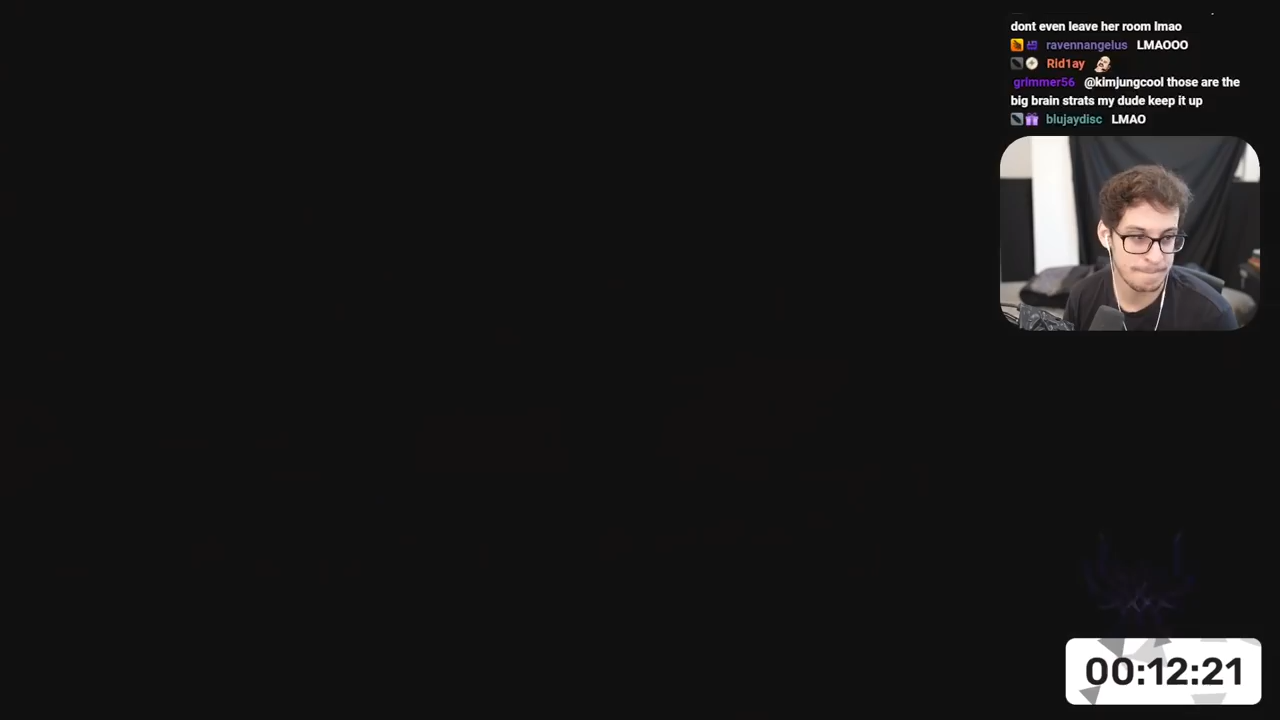 dont even leave her room lmao
ravennangelus LMAOOO
Rid1ay
grimmer56 @kimjungcool those are the
big brain strats my dude keep it up
blujaydisc LMAO
00:12:21